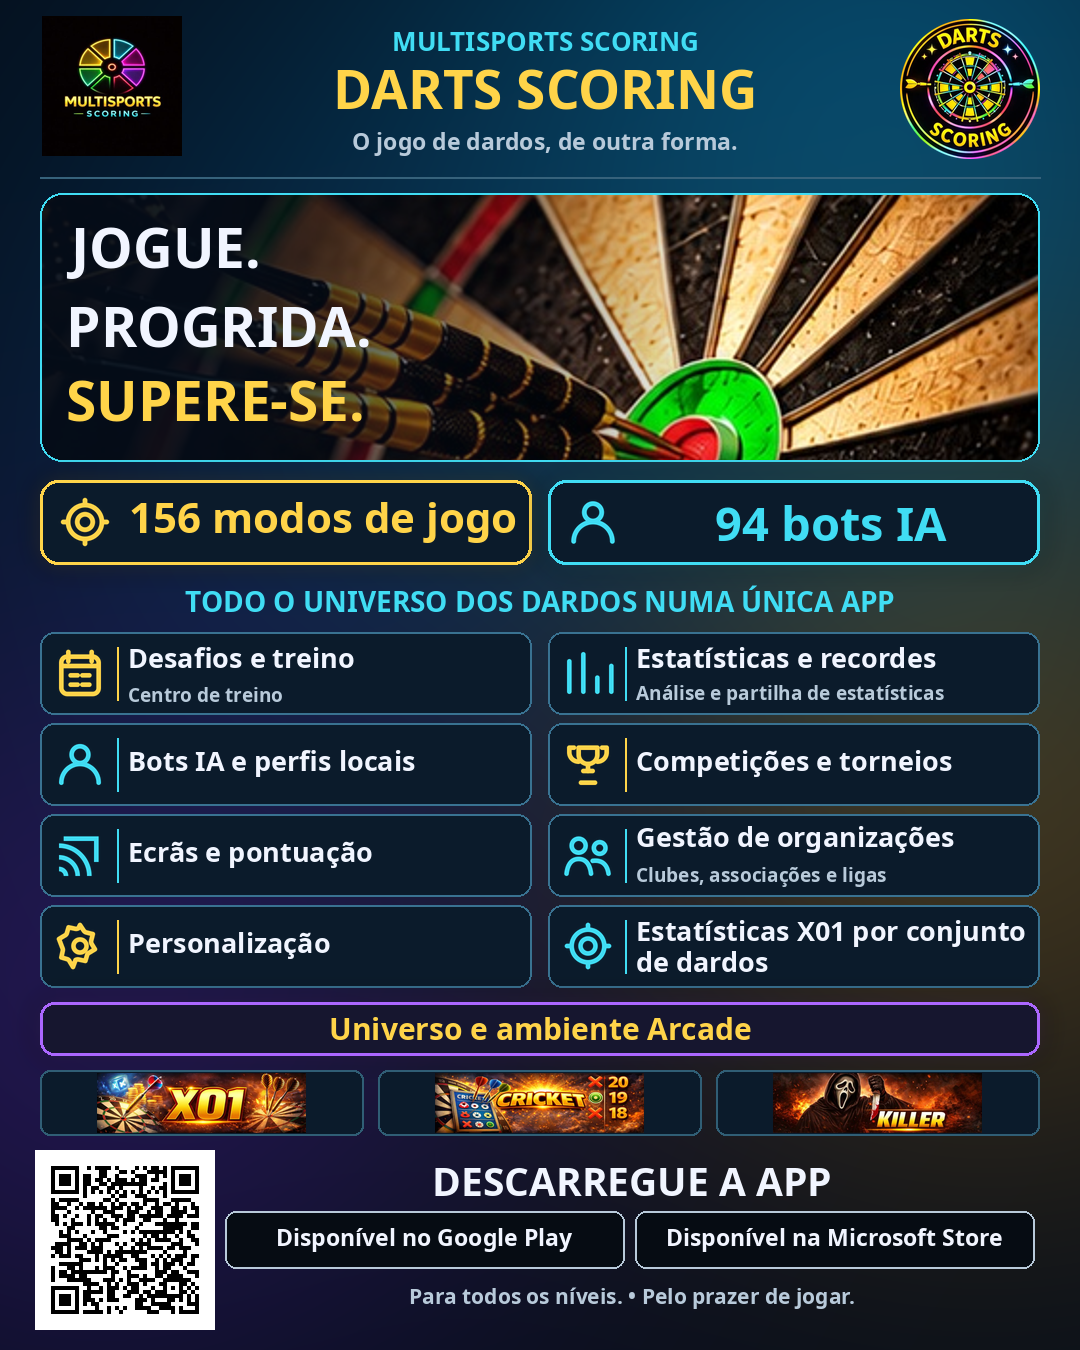 MULTISPORTS
SCORING
MULTISPORTS SCORING
DARTS SCORING
O jogo de dardos, de outra forma.
DARTS
SCORING
JOGUE.
PROGRIDA.
SUPERE-SE.
156 modos de jogo
94 bots IA
TODO O UNIVERSO DOS DARDOS NUMA ÚNICA APP
Desafios e treino
Centro de treino
Estatísticas e recordes
Análise e partilha de estatísticas
Bots IA e perfis locais
Competições e torneios
Ecrãs e pontuação
Gestão de organizações
Clubes, associações e ligas
Personalização
Estatísticas X01 por conjunto
de dardos
Universo e ambiente Arcade
X01
CRICKET
CRICKET
20
19
18
KILLER
DESCARREGUE A APP
Disponível no Google Play
Disponível na Microsoft Store
Para todos os níveis. • Pelo prazer de jogar.